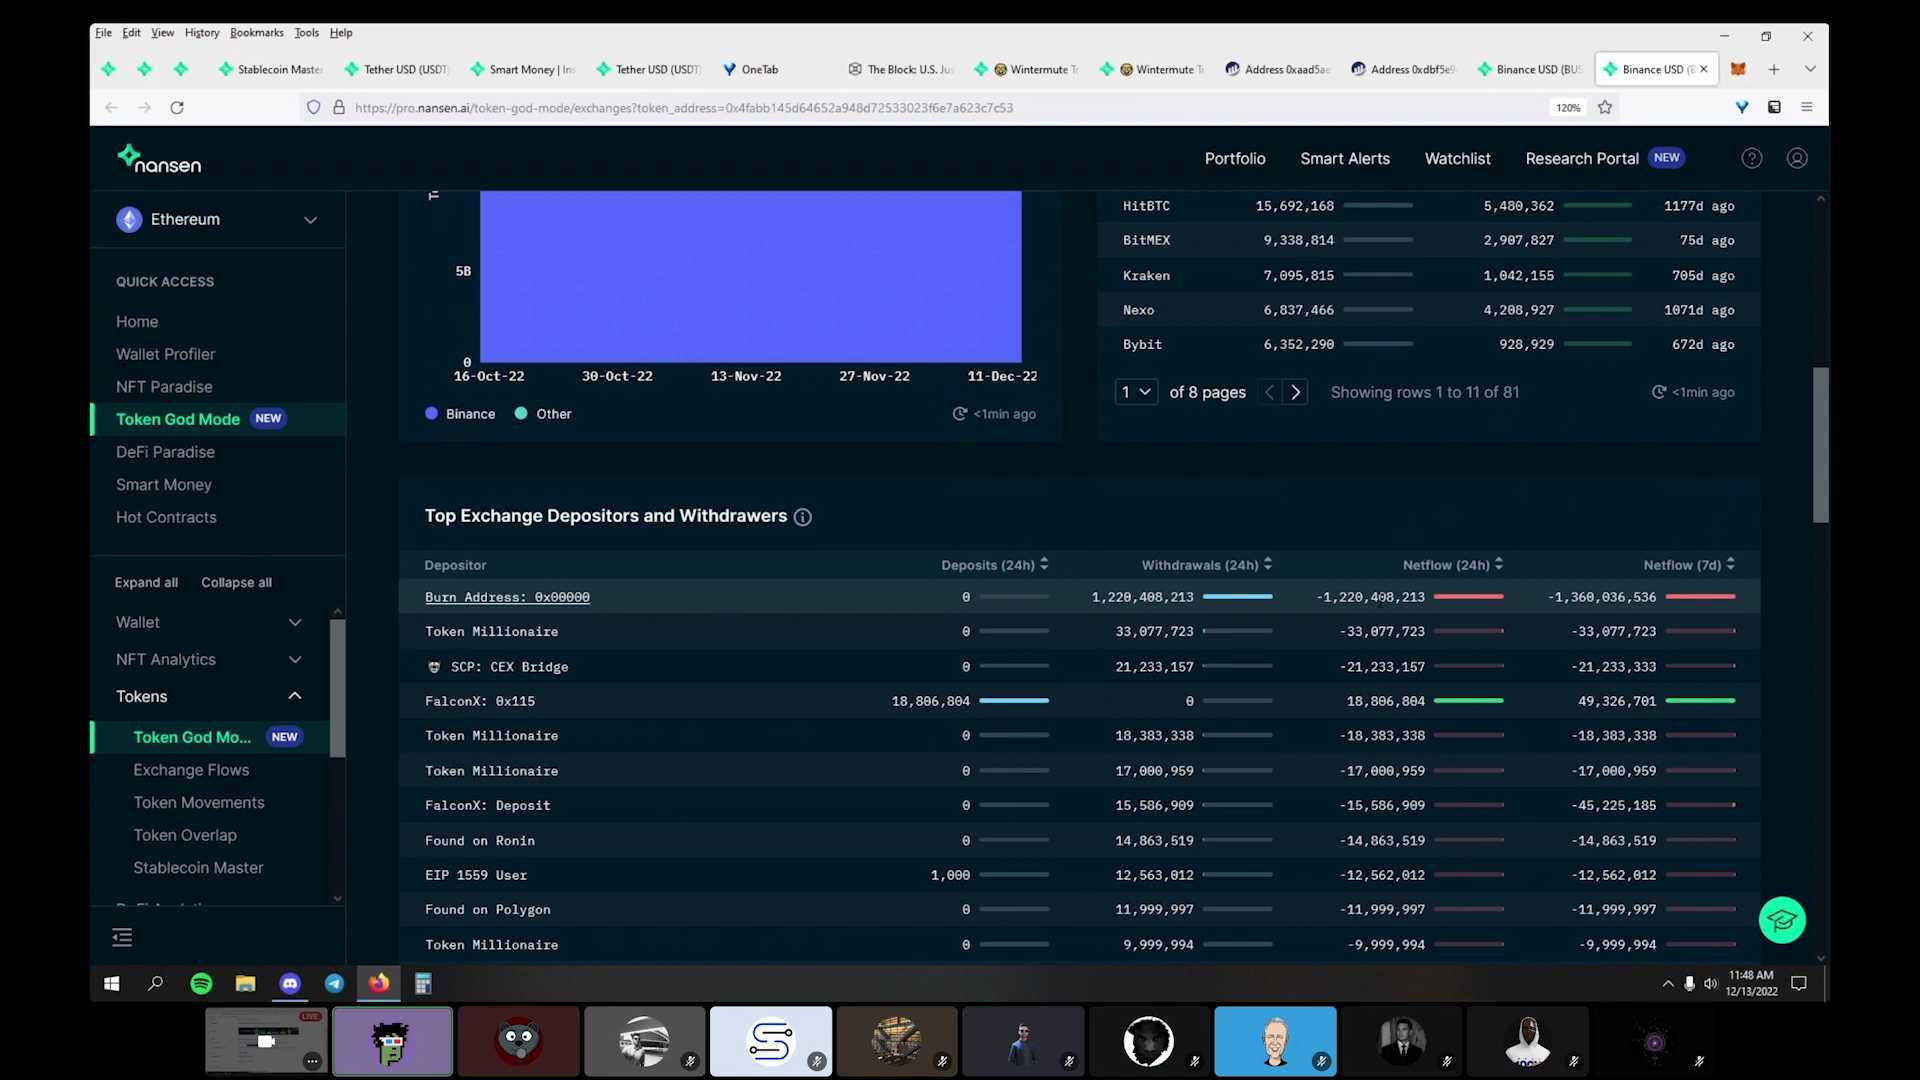 File Edit View History Bookmarks Tools Help
Stablecoin Maste
Tether USD (USDT)
Smart Money | Ins
Tether USD (USDT)
OneTab
The Block: U.S. Ju
Wintermute Tr
Wintermute Tr
Address 0xaad5ae
Address 0xdbf5e9
Binance USD (BUS
Binance USD (B
https://pro.nansen.ai/token-god-mode/exchanges?token_address=0x4fabb145d64652a948d72533023f6e7a623c7c53
120%
nansen
Portfolio Smart Alerts Watchlist Research Portal NEW
Ethereum
QUICK ACCESS
Home
Wallet Profiler
NFT Paradise
Token God Mode NEW
DeFi Paradise
Smart Money
Hot Contracts
Expand all Collapse all
Wallet
NFT Analytics
Tokens
Token God Mo... NEW
Exchange Flows
Token Movements
Token Overlap
Stablecoin Master
5B
0
16-Oct-22 30-Oct-22 13-Nov-22 27-Nov-22 11-Dec-22
Binance Other <1min ago
HitBTC 15,692,168 5,480,362 1177d ago
BitMEX 9,338,814 2,907,827 75d ago
Kraken 7,095,815 1,042,155 705d ago
Nexo 6,837,466 4,208,927 1071d ago
Bybit 6,352,290 928,929 672d ago
1 of 8 pages Showing rows 1 to 11 of 81 <1min ago
Top Exchange Depositors and Withdrawers
Depositor Deposits (24h) Withdrawals (24h) Netflow (24h) Netflow (7d)
Burn Address: 0x00000 0 1,220,408,213 -1,220,408,213 -1,360,036,536
Token Millionaire 0 33,077,723 -33,077,723 -33,077,723
SCP: CEX Bridge 0 21,233,157 -21,233,157 -21,233,333
FalconX: 0x115 18,806,804 0 18,806,804 49,326,701
Token Millionaire 0 18,383,338 -18,383,338 -18,383,338
Token Millionaire 0 17,000,959 -17,000,959 -17,000,959
FalconX: Deposit 0 15,586,909 -15,586,909 -45,225,185
Found on Ronin 0 14,863,519 -14,863,519 -14,863,519
EIP 1559 User 1,000 12,563,012 -12,562,012 -12,562,012
Found on Polygon 0 11,999,997 -11,999,997 -11,999,997
Token Millionaire 0 9,999,994 -9,999,994 -9,999,994
11:48 AM
12/13/2022
LIVE